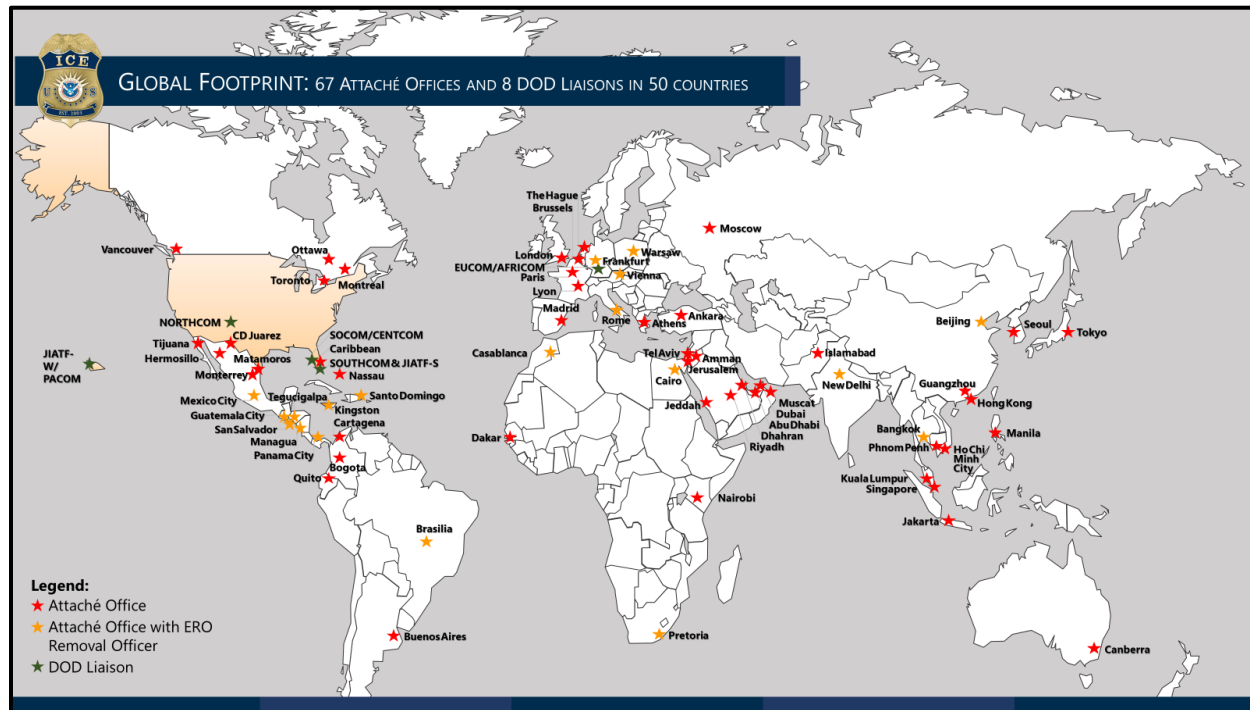 ICE
U S
EST. 2003
GLOBAL FOOTPRINT: 67 ATTACHÉ OFFICES AND 8 DOD LIAISONS IN 50 COUNTRIES
The Hague
Brussels
Moscow
Vancouver
Ottawa
London
Warsaw
Frankfurt
EUCOM/AFRICOM
Paris
Vienna
Toronto
Montreal
Lyon
Madrid
Rome
Athens
Ankara
Beijing
Seoul
Tokyo
NORTHCOM
CD Juarez
SOCOM/CENTCOM
Caribbean
SOUTHCOM & JIATF-S
Nassau
Tijuana
Hermosillo
Matamoros
Monterrey
JIATF-
W/
PACOM
Casablanca
Tel Aviv
Amman
Jerusalem
Cairo
Islamabad
New Delhi
Guangzhou
Hong Kong
Mexico City
Tegucigalpa
Santo Domingo
Guatemala City
Kingston
Cartagena
San Salvador
Managua
Panama City
Bogota
Quito
Jeddah
Muscat
Dubai
Abu Dhabi
Dhahran
Riyadh
Dakar
Bangkok
Manila
Phnom Penh
Ho Chi
Minh
City
Kuala Lumpur
Singapore
Nairobi
Jakarta
Brasilia
Legend:
Attaché Office
Attaché Office with ERO
Removal Officer
DOD Liaison
Buenos Aires
Pretoria
Canberra